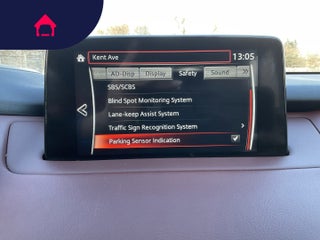 Kent Ave
13:05
AD-Disp Display Safety Sound
SBS/SCBS
Blind Spot Monitoring System
Lane-keep Assist System
Traffic Sign Recognition System
Parking Sensor Indication